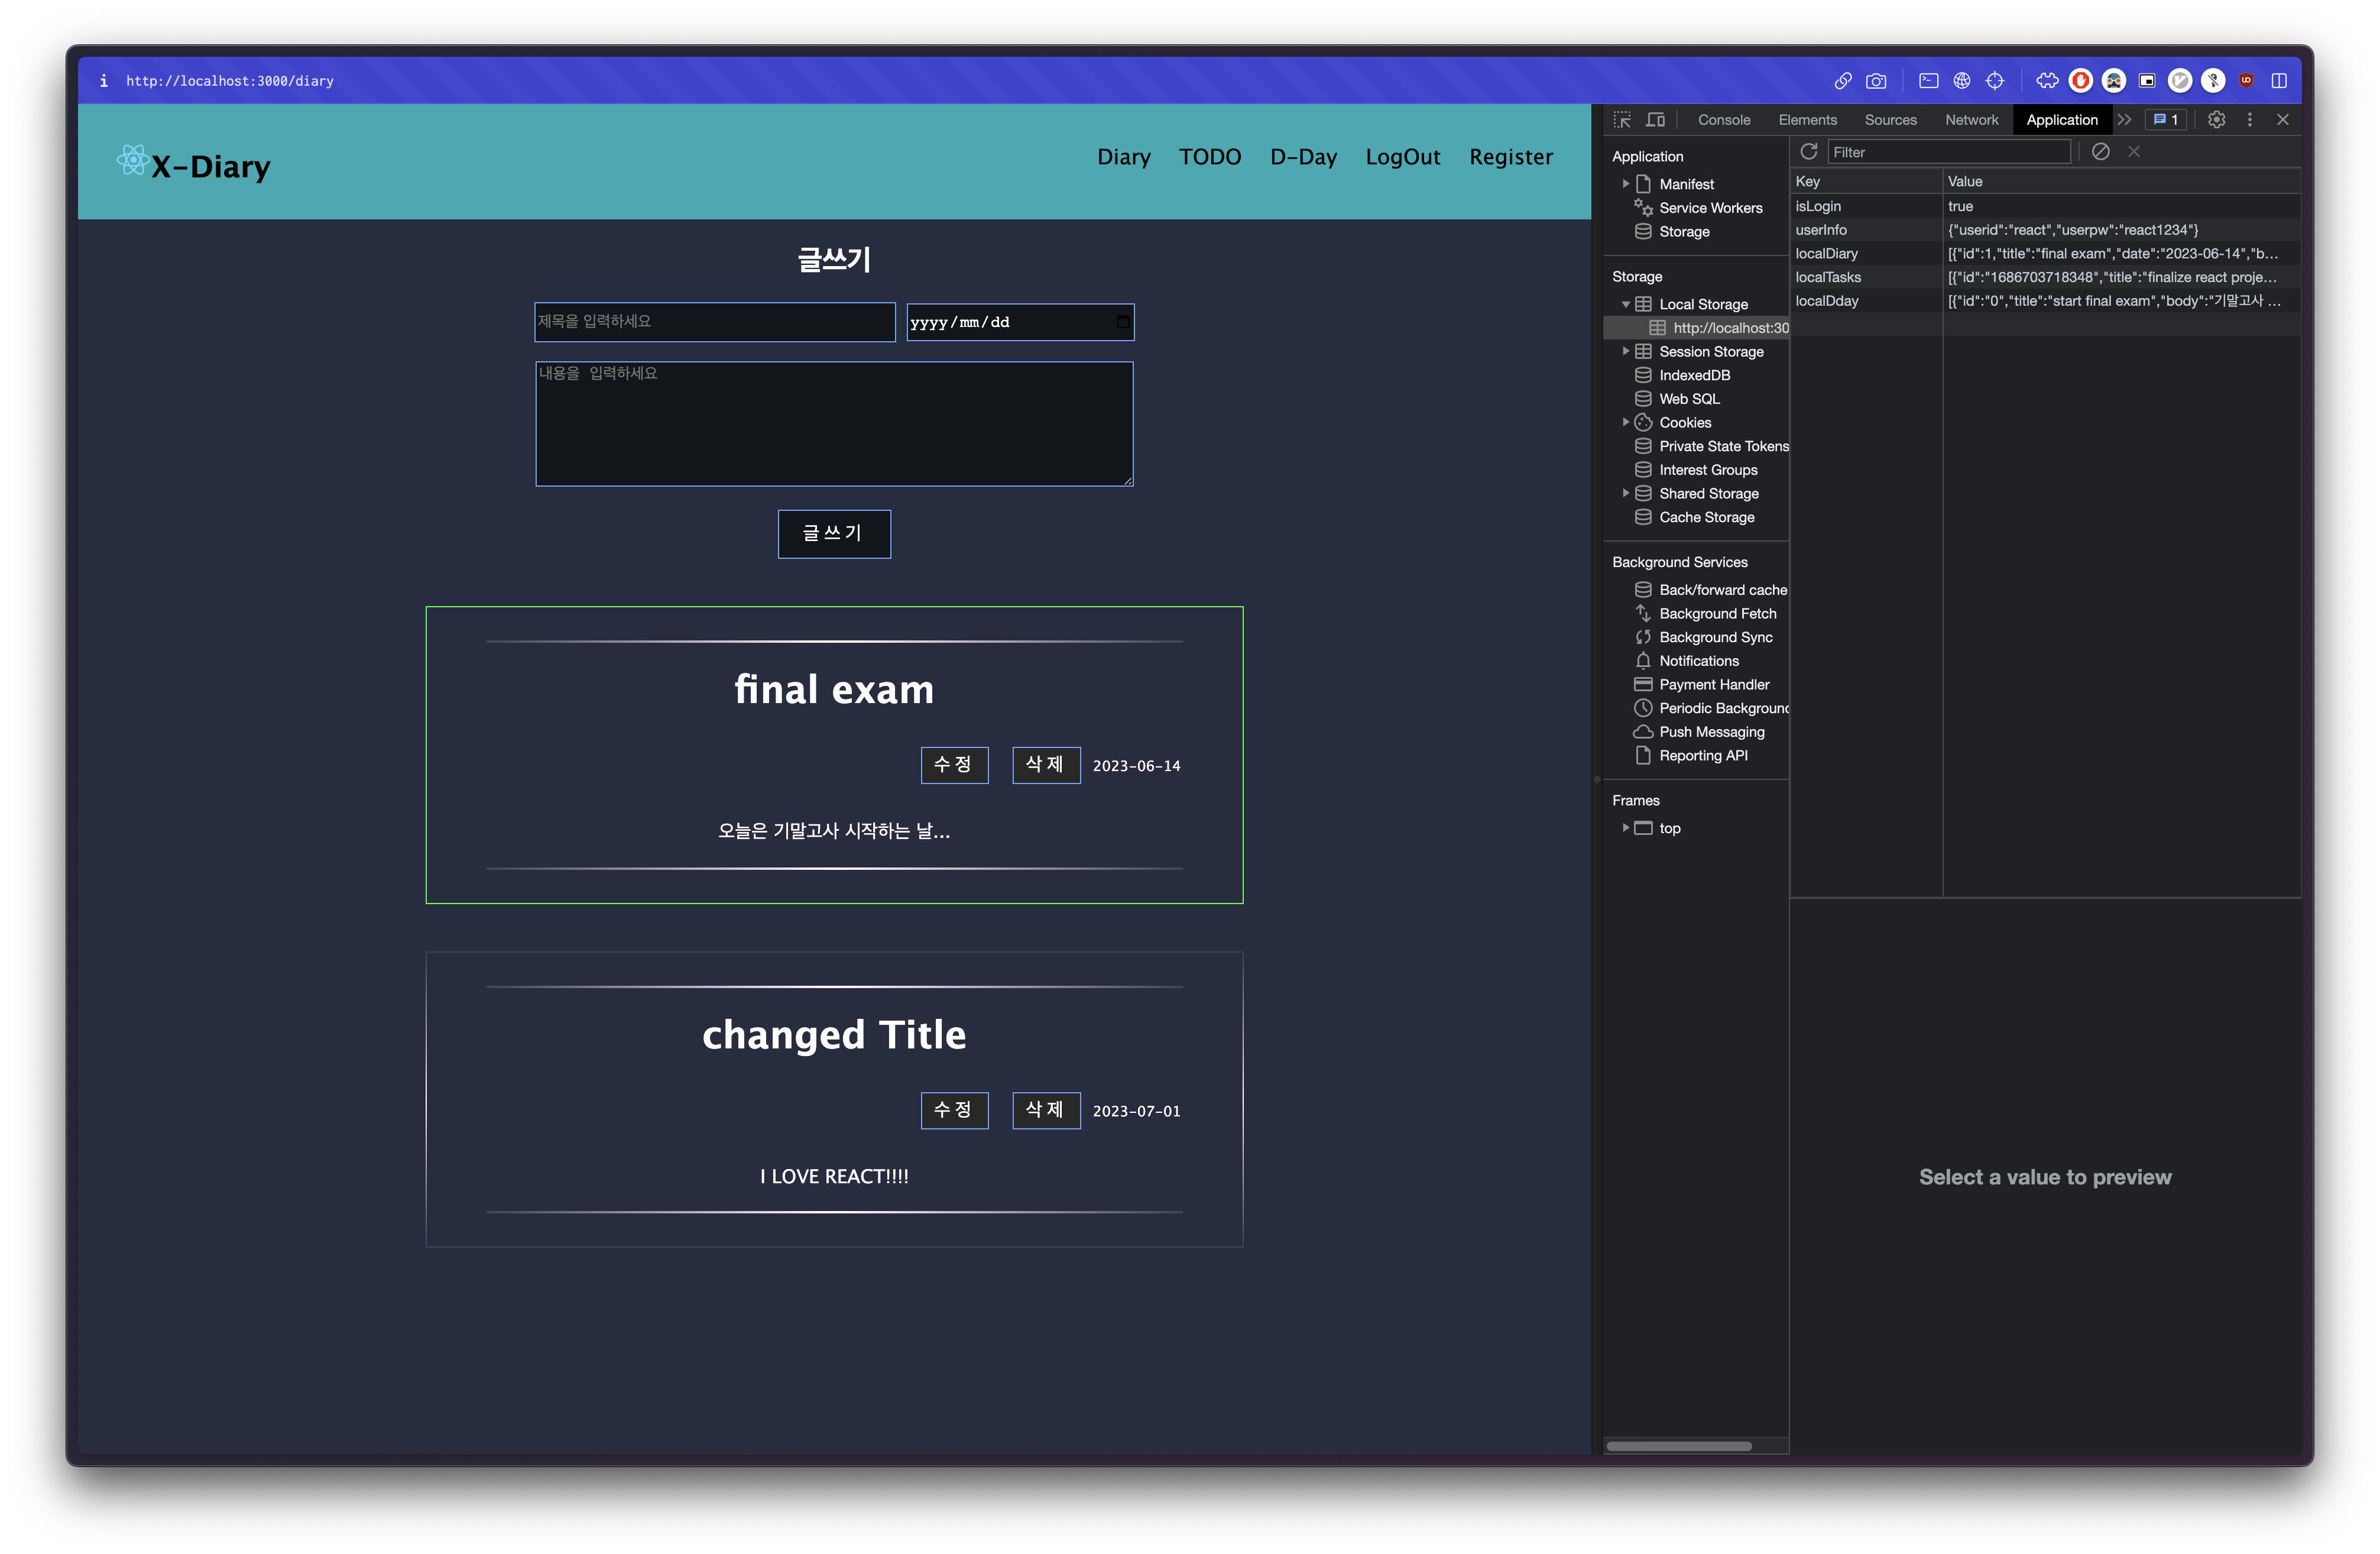 http://localhost:3000/diary
X-Diary
Diary TODO D-Day LogOut Register
글쓰기
제목을 입력하세요
yyyy/mm/dd
내용을 입력하세요
글쓰기
final exam
수정 삭제 2023-06-14
오늘은 기말고사 시작하는 날...
changed Title
수정 삭제 2023-07-01
I LOVE REACT!!!!
Console Elements Sources Network Application 1
Application
Manifest
Service Workers
Storage
Storage
Local Storage
http://localhost:30
Session Storage
IndexedDB
Web SQL
Cookies
Private State Tokens
Interest Groups
Shared Storage
Cache Storage
Background Services
Back/forward cache
Background Fetch
Background Sync
Notifications
Payment Handler
Periodic Background
Push Messaging
Reporting API
Frames
top
Filter
Key Value
isLogin true
userInfo {"userid":"react","userpw":"react1234"}
localDiary [{"id":1,"title":"final exam","date":"2023-06-14","b...
localTasks [{"id":"1686703718348","title":"finalize react proje...
localDday [{"id":"0","title":"start final exam","body":"기말고사 ...
Select a value to preview